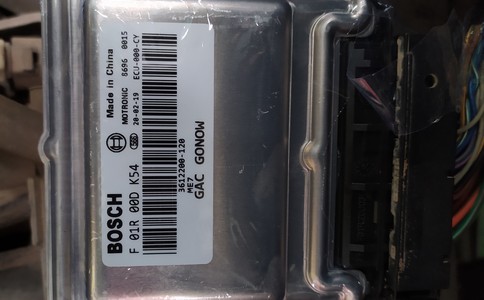 BOSCH
F 01R 00D K54
Made in China
MOTRONIC 8696 0015
20-02-19 ECU-000-CY
3612200-120
ME7
GAC GONOW